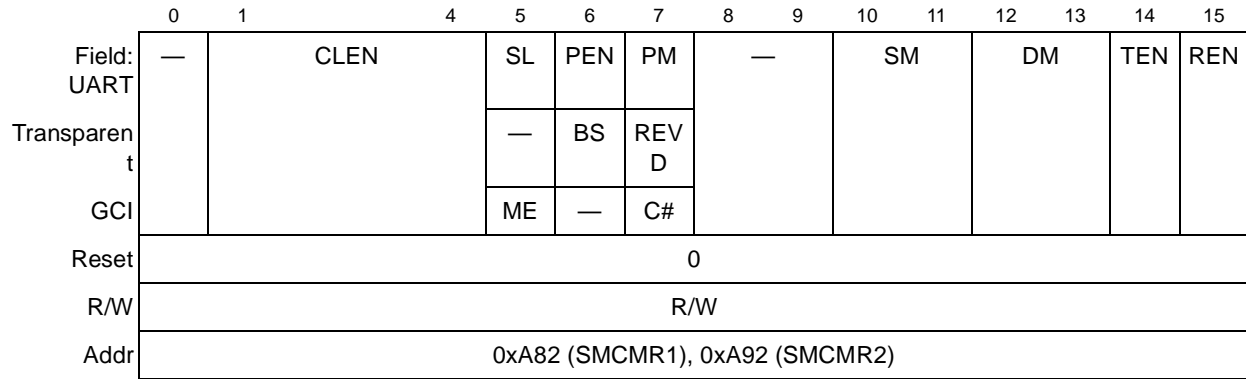 0 1 4 5 6 7 8 9 10 11 12 13 14 15
Field: — CLEN SL PEN PM — SM DM TEN REN
UART
Transparen — BS REV
t D
GCI ME — C#
Reset 0
R/W R/W
Addr 0xA82 (SMCMR1), 0xA92 (SMCMR2)